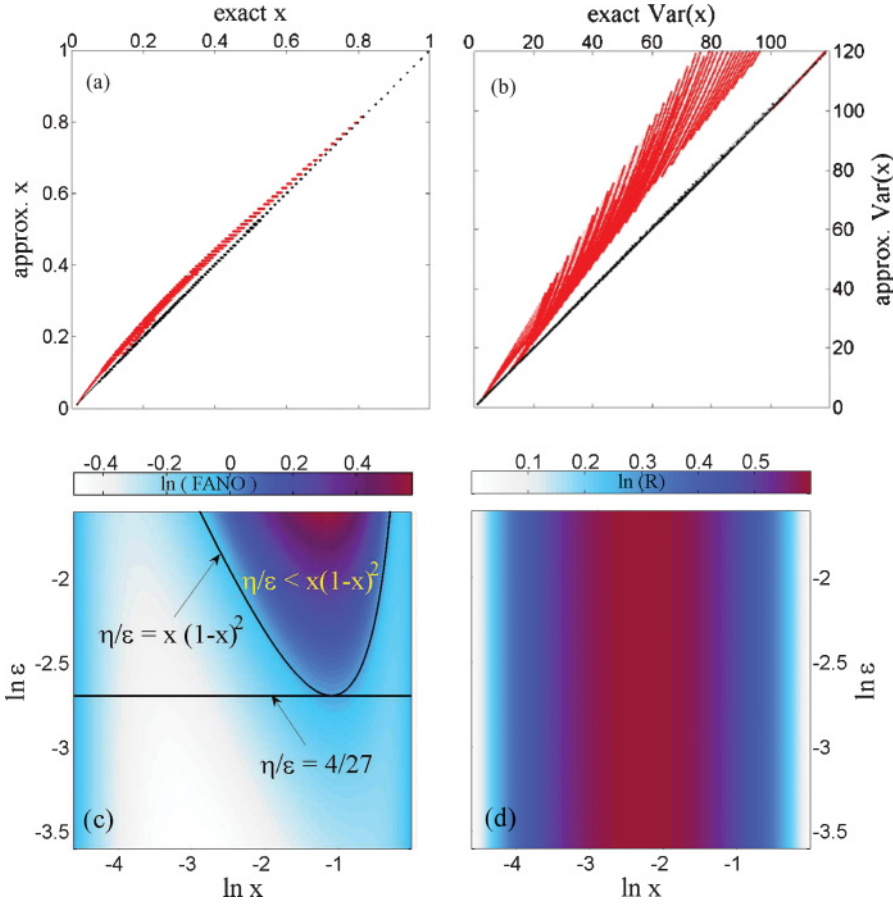 exact x
0 0.2 0.4 0.6 0.8 1
(a)
approx. x
1
0.8
0.6
0.4
0.2
0
exact Var(x)
20 40 60 80 100
(b)
approx. Var(x)
120
100
80
60
40
20
0
-0.4 -0.2 0 0.2 0.4
ln ( FANO )
η/ε < x(1-x)²
η/ε = x (1-x)²
η/ε = 4/27
(c)
ln ε
-2
-2.5
-3
-3.5
-4 -3 -2 -1
ln x
0.1 0.2 0.3 0.4 0.5
ln (R)
(d)
ln ε
-2
-2.5
-3
-3.5
-4 -3 -2 -1
ln x